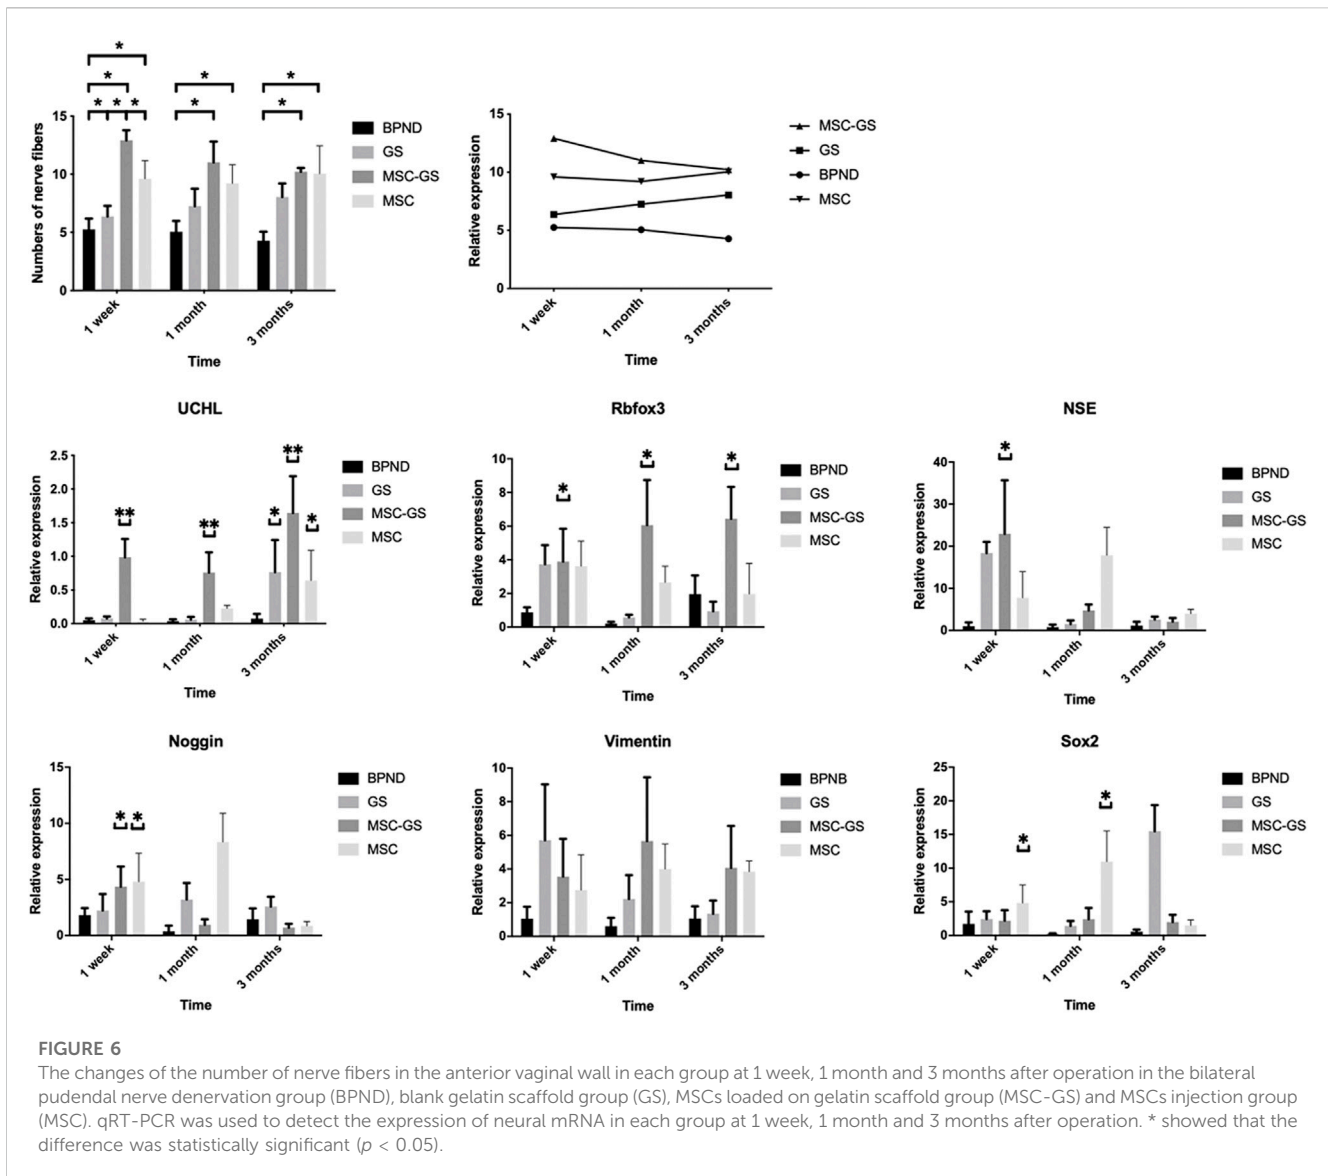 * 
* *
* * * * * *
15
10
5
0
Numbers of nerve fibers
1 week
1 month
3 months
Time
BPND
GS
MSC-GS
MSC
15
10
5
0
Relative expression
1 week
1 month
3 months
Time
MSC-GS
GS
BPND
MSC
UCHL
2.5
2.0
1.5
1.0
0.5
0.0
Relative expression
** ** * ** *
1 week
1 month
3 months
Time
BPND
GS
MSC-GS
MSC
Rbfox3
10
8
6
4
2
0
Relative expression
* * *
1 week
1 month
3 months
Time
BPND
GS
MSC-GS
MSC
NSE
40
30
20
10
0
Relative expression
*
1 week
1 month
3 months
Time
BPND
GS
MSC-GS
MSC
Noggin
15
10
5
0
Relative expression
* *
1 week
1 month
3 months
Time
BPND
GS
MSC-GS
MSC
Vimentin
10
8
6
4
2
0
Relative expression
1 week
1 month
3 months
Time
BPNB
GS
MSC-GS
MSC
Sox2
25
20
15
10
5
0
Relative expression
* *
1 week
1 month
3 months
Time
BPND
GS
MSC-GS
MSC
FIGURE 6
The changes of the number of nerve fibers in the anterior vaginal wall in each group at 1 week, 1 month and 3 months after operation in the bilateral
pudendal nerve denervation group (BPND), blank gelatin scaffold group (GS), MSCs loaded on gelatin scaffold group (MSC-GS) and MSCs injection group
(MSC). qRT-PCR was used to detect the expression of neural mRNA in each group at 1 week, 1 month and 3 months after operation. * showed that the
difference was statistically significant (p < 0.05).